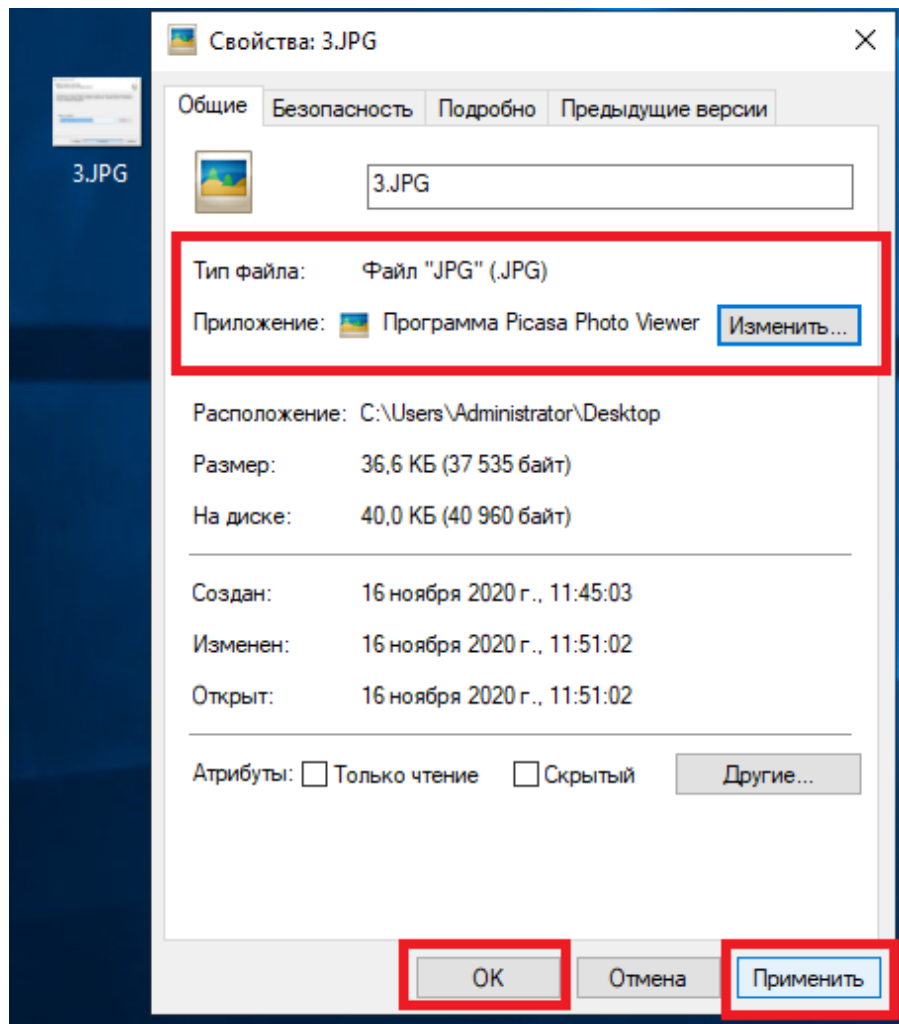 Свойства: 3.JPG
3.JPG
Общие Безопасность Подробно Предыдущие версии
3.JPG
Тип файла: Файл "JPG" (.JPG)
Приложение: Программа Picasa Photo Viewer Изменить...
Расположение: C:\Users\Administrator\Desktop
Размер: 36,6 КБ (37 535 байт)
На диске: 40,0 КБ (40 960 байт)
Создан: 16 ноября 2020 г., 11:45:03
Изменен: 16 ноября 2020 г., 11:51:02
Открыт: 16 ноября 2020 г., 11:51:02
Атрибуты: Только чтение Скрытый Другие...
ОК Отмена Применить